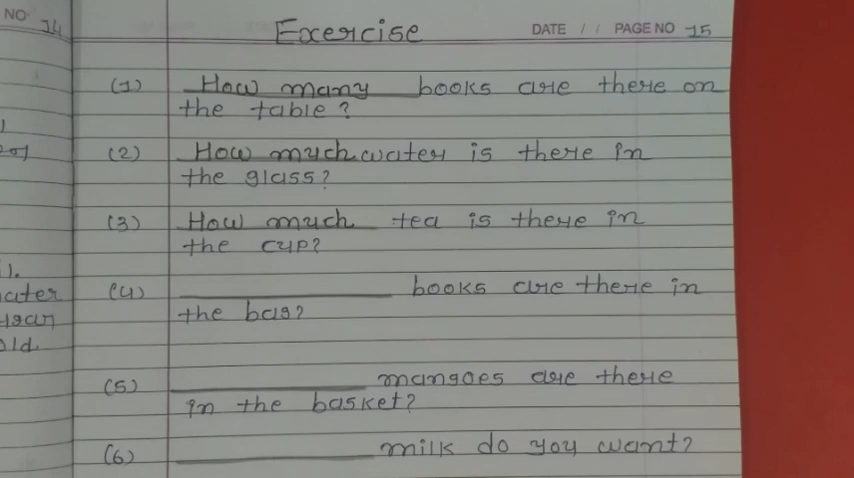 NO. 14
Exercise
DATE / / PAGE NO 15
(1) How many books are there on
the table?
(2) How much water is there in
the glass?
(3) How much tea is there in
the cup?
(4) books are there in
the bag?
(5) mangoes are there
in the basket?
(6) milk do you want?
old.